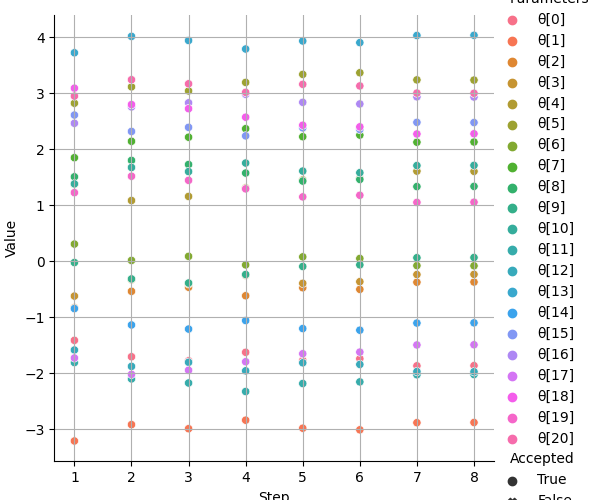 Parameters
θ[0]
θ[1]
θ[2]
θ[3]
θ[4]
θ[5]
θ[6]
θ[7]
θ[8]
θ[9]
θ[10]
θ[11]
θ[12]
θ[13]
θ[14]
θ[15]
θ[16]
θ[17]
θ[18]
θ[19]
θ[20]
Accepted
True
False
4
3
2
1
0
−1
−2
−3
Value
1 2 3 4 5 6 7 8
Step